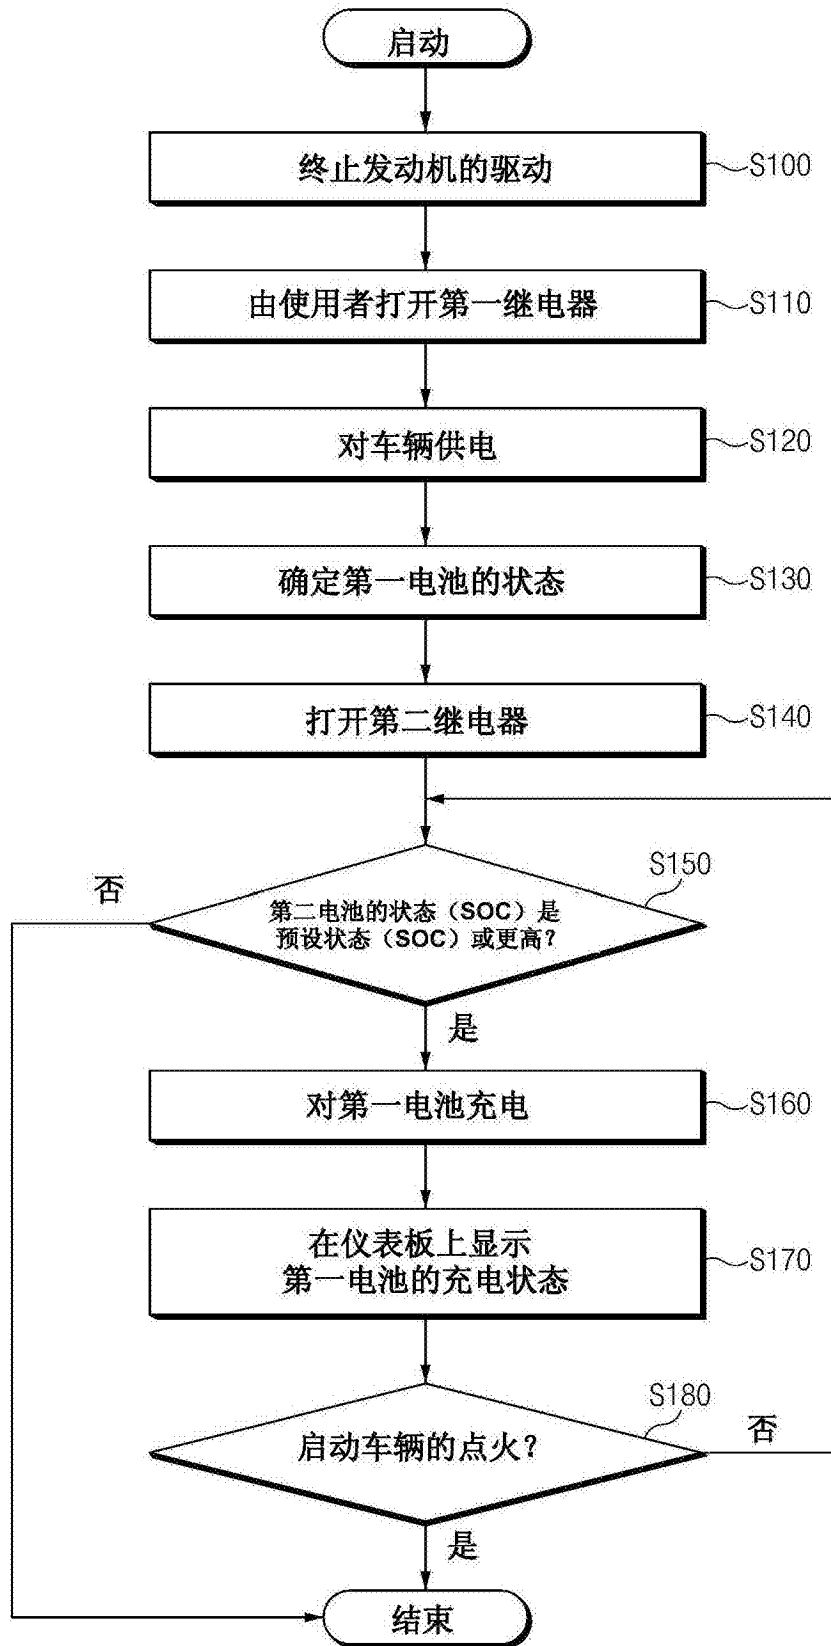 启动
终止发动机的驱动
S100
由使用者打开第一继电器
S110
对车辆供电
S120
确定第一电池的状态
S130
打开第二继电器
S140
S150
否
第二电池的状态（SOC）是
预设状态（SOC）或更高？
是
对第一电池充电
S160
在仪表板上显示
第一电池的充电状态
S170
S180
启动车辆的点火？
否
是
结束